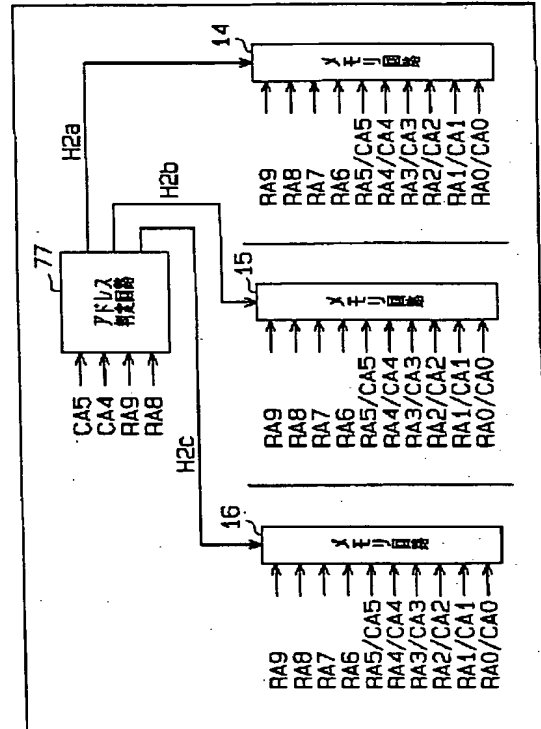 77
アドレス
判定回路
CA5
CA4
RA9
RA8
H2a
H2b
H2c
14
メモリ回路
RA9
RA8
RA7
RA6
RA5/CA5
RA4/CA4
RA3/CA3
RA2/CA2
RA1/CA1
RA0/CA0
15
メモリ回路
RA9
RA8
RA7
RA6
RA5/CA5
RA4/CA4
RA3/CA3
RA2/CA2
RA1/CA1
RA0/CA0
16
メモリ回路
RA9
RA8
RA7
RA6
RA5/CA5
RA4/CA4
RA3/CA3
RA2/CA2
RA1/CA1
RA0/CA0